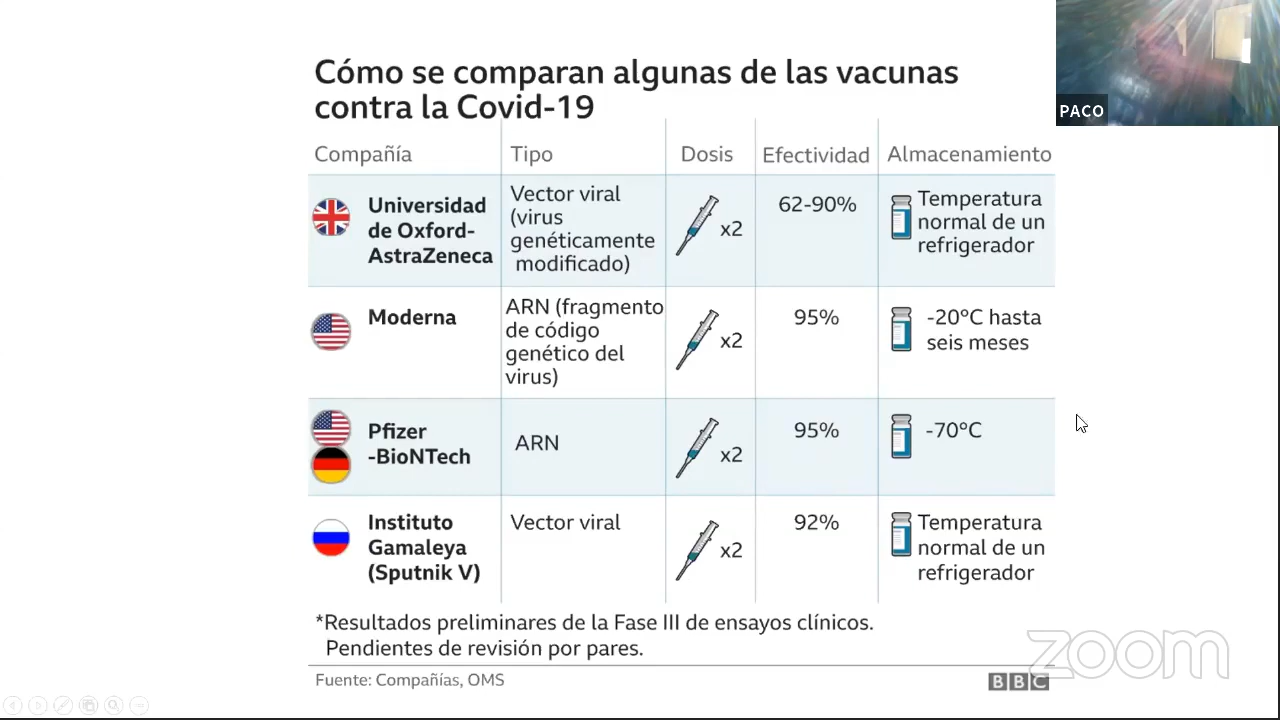 Cómo se comparan algunas de las vacunas
contra la Covid-19
PACO
Compañía
Tipo
Dosis
Efectividad
Almacenamiento
Universidad
de Oxford-
AstraZeneca
Vector viral
(virus
genéticamente
modificado)
x2
62-90%
Temperatura
normal de un
refrigerador
Moderna
ARN (fragmento
de código
genético del
virus)
x2
95%
-20°C hasta
seis meses
Pfizer
-BioNTech
ARN
x2
95%
-70°C
Instituto
Gamaleya
(Sputnik V)
Vector viral
x2
92%
Temperatura
normal de un
refrigerador
*Resultados preliminares de la Fase III de ensayos clínicos.
Pendientes de revisión por pares.
Fuente: Compañías, OMS
BBC
zoom